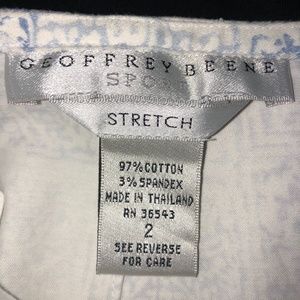 GEOFFREY BEENE
STRETCH
97% COTTON
3% SPANDEX
MADE IN THAILAND
RN 36543
2
SEE REVERSE
FOR CARE